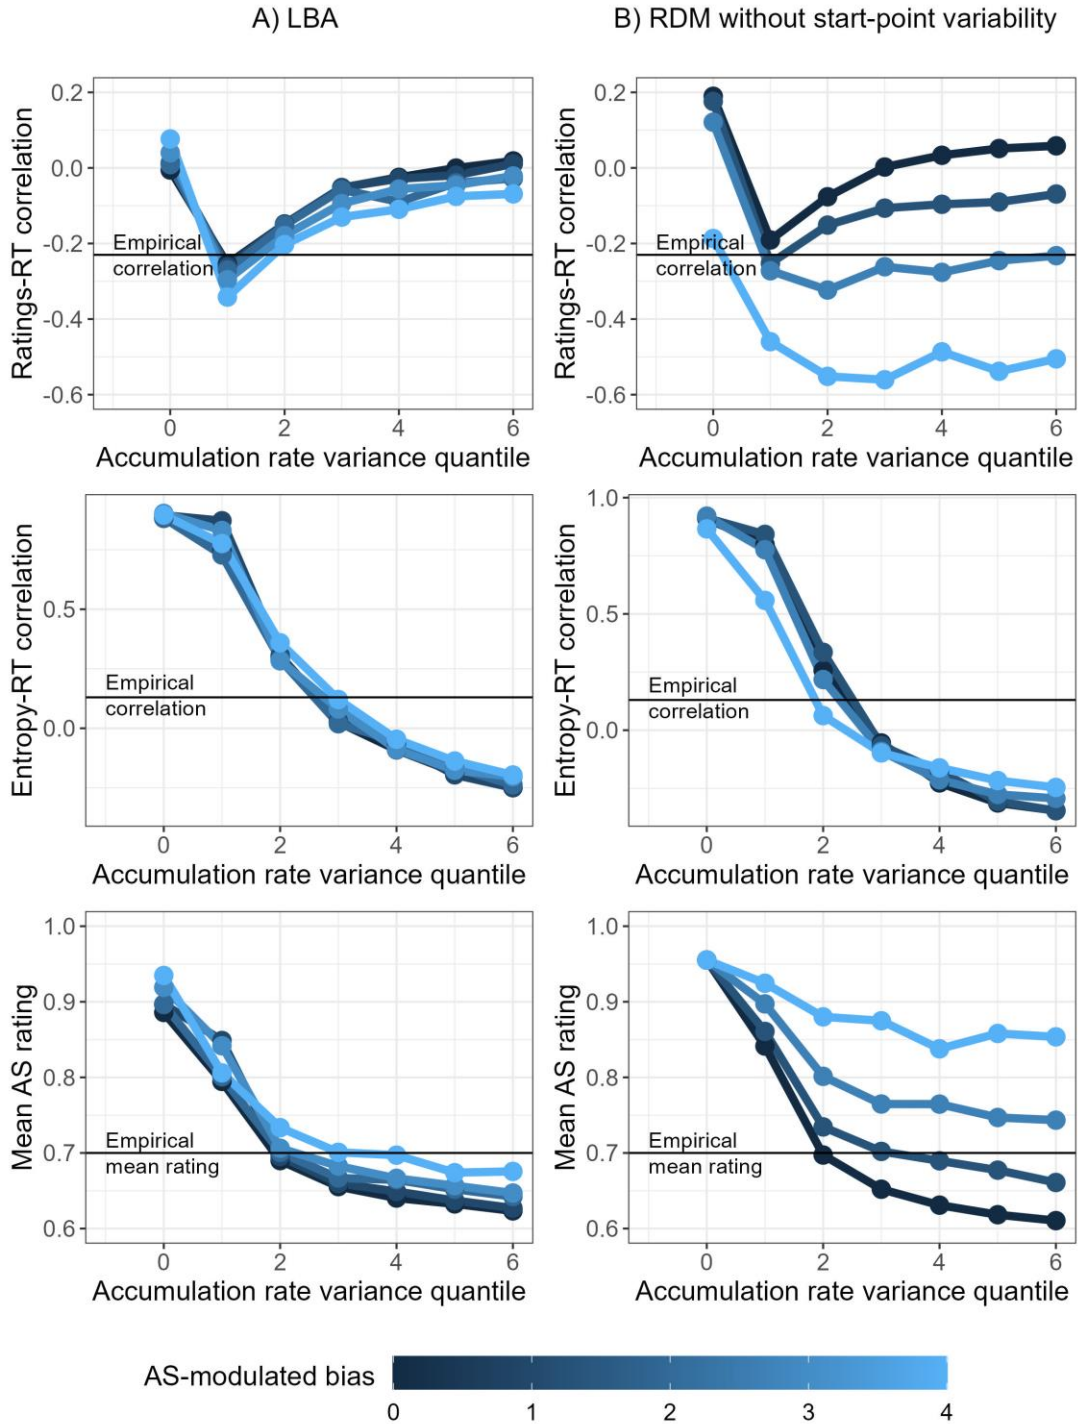 A) LBA
B) RDM without start-point variability
Ratings-RT correlation
0.2
0.0
-0.2
-0.4
-0.6
Empirical
correlation
0 2 4 6
Accumulation rate variance quantile
Ratings-RT correlation
0.2
0.0
-0.2
-0.4
-0.6
Empirical
correlation
0 2 4 6
Accumulation rate variance quantile
Entropy-RT correlation
0.5
0.0
Empirical
correlation
0 2 4 6
Accumulation rate variance quantile
Entropy-RT correlation
1.0
0.5
0.0
Empirical
correlation
0 2 4 6
Accumulation rate variance quantile
Mean AS rating
1.0
0.9
0.8
0.7
0.6
Empirical
mean rating
0 2 4 6
Accumulation rate variance quantile
Mean AS rating
1.0
0.9
0.8
0.7
0.6
Empirical
mean rating
0 2 4 6
Accumulation rate variance quantile
AS-modulated bias
0 1 2 3 4